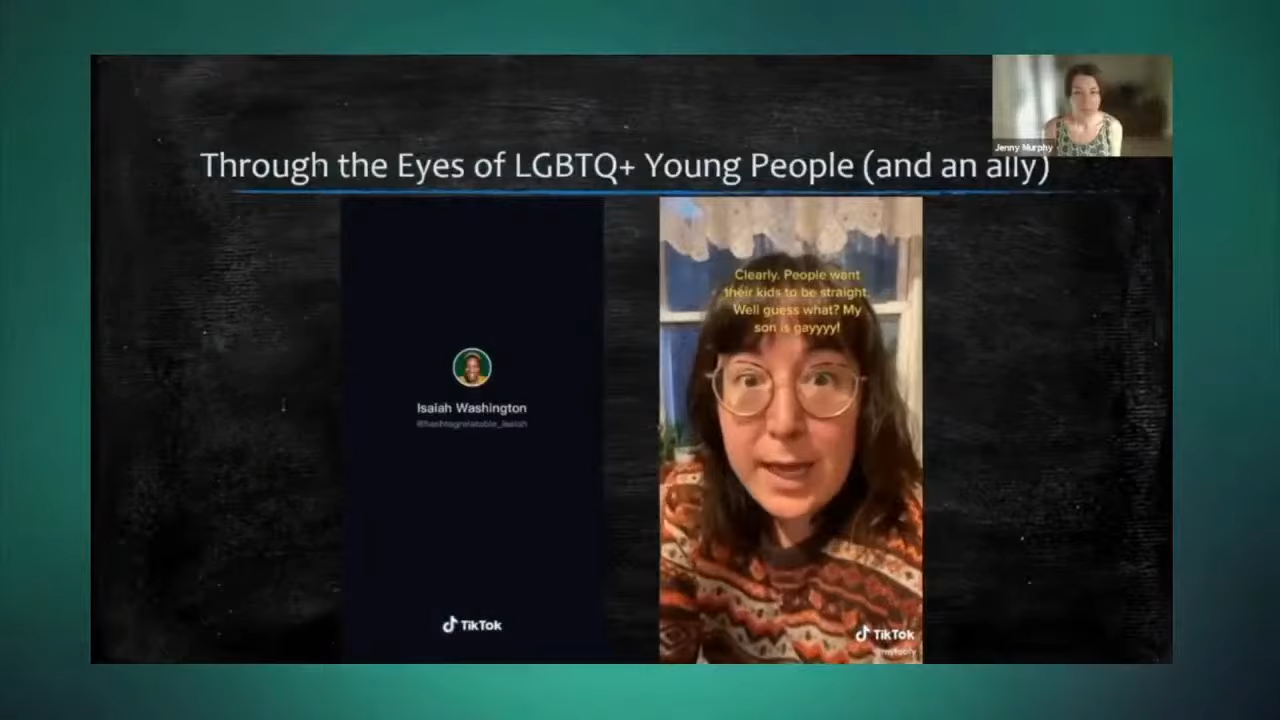 Jenny Murphy
Through the Eyes of LGBTQ+ Young People (and an ally)
Clearly. People want
their kids to be straight.
Well guess what? My
son is gayyyy!
Isaiah Washington
@hashtagrelatable_isaiah
TikTok
TikTok